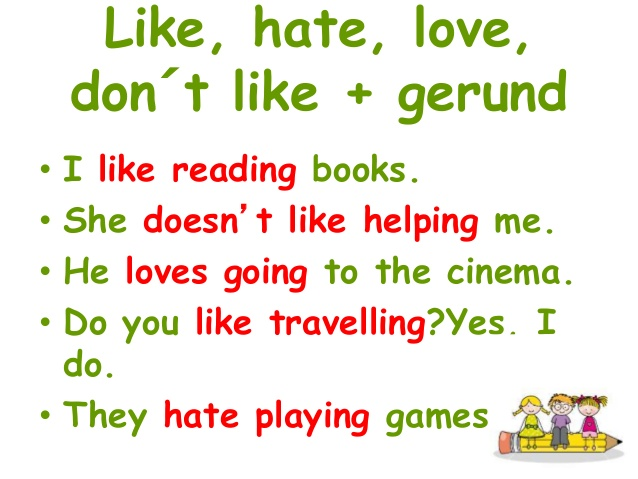 Like, hate, love,
don´t like + gerund
• I like reading books.
• She doesn’t like helping me.
• He loves going to the cinema.
• Do you like travelling?Yes, I
do.
• They hate playing games